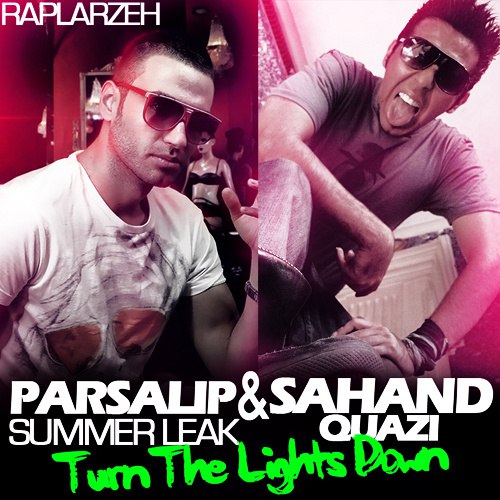 RAPLARZEH
PARSALIP & SAHAND
SUMMER LEAK QUAZI
Turn The Lights Down